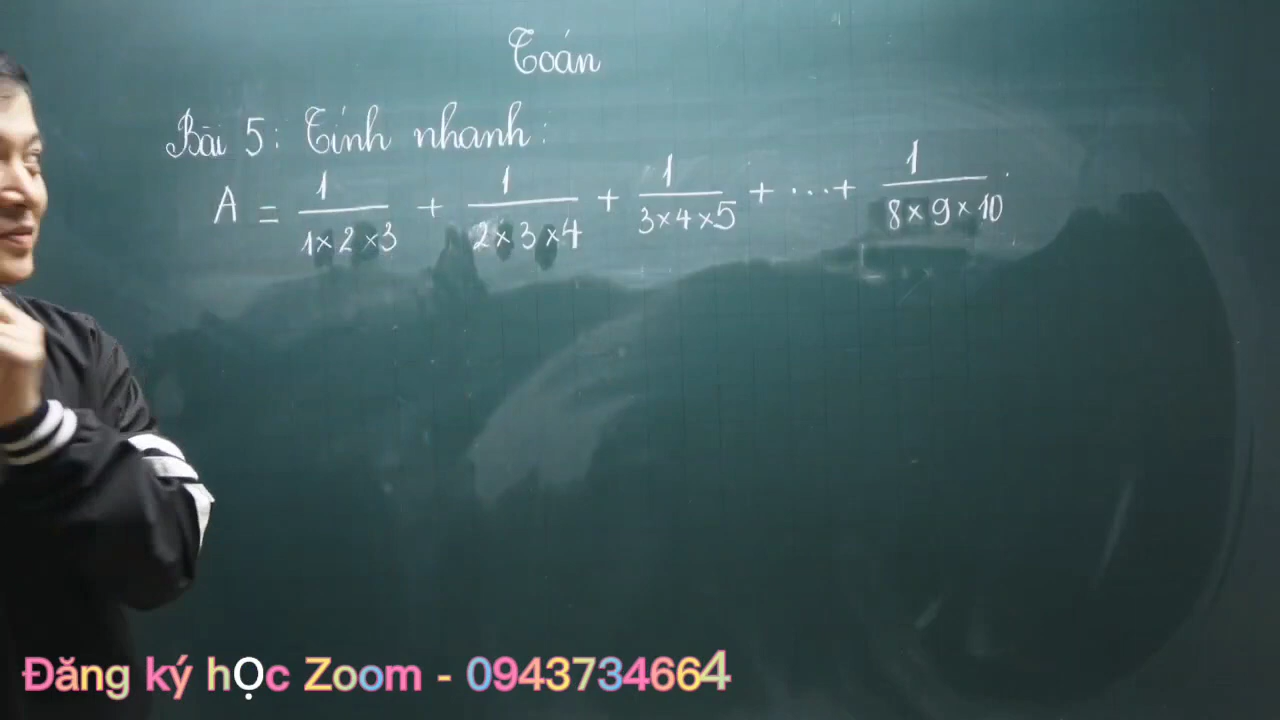 Toán
Bài 5: Tính nhanh:
A = 1/(1×2×3) + 1/(2×3×4) + 1/(3×4×5) + ...+ 1/(8×9×10).
Đăng ký học Zoom - 0943734664